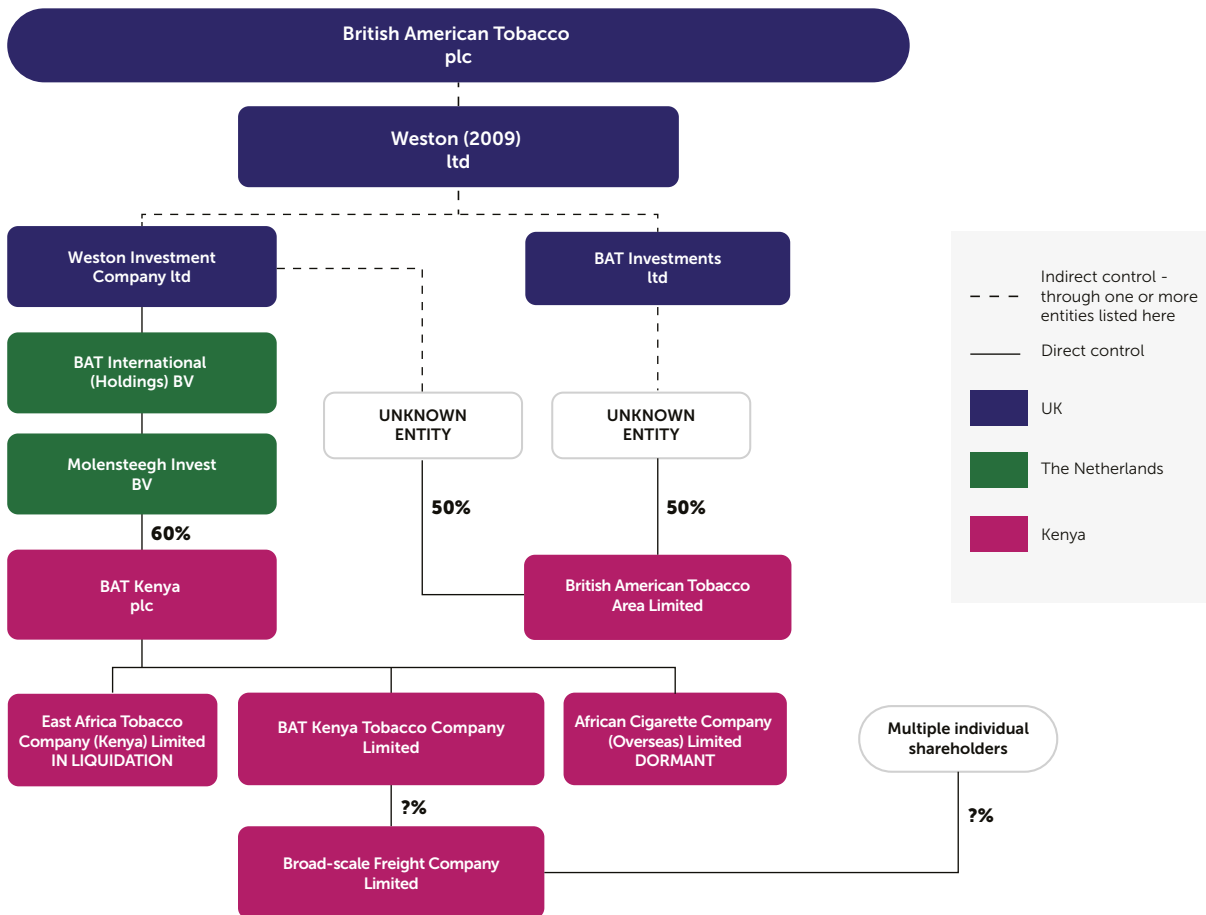 British American Tobacco
plc
Weston (2009)
ltd
Weston Investment
Company ltd
BAT Investments
ltd
BAT International
(Holdings) BV
UNKNOWN
ENTITY
UNKNOWN
ENTITY
Molensteegh Invest
BV
60%
50%
50%
BAT Kenya
plc
British American Tobacco
Area Limited
East Africa Tobacco
Company (Kenya) Limited
IN LIQUIDATION
BAT Kenya Tobacco Company
Limited
African Cigarette Company
(Overseas) Limited
DORMANT
Multiple individual
shareholders
?%
?%
Broad-scale Freight Company
Limited
Indirect control -
through one or more
entities listed here
Direct control
UK
The Netherlands
Kenya